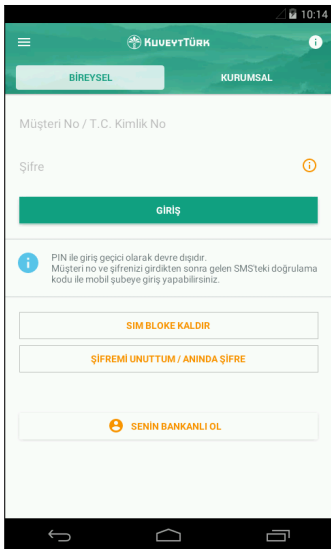 10:14
KUVEYTTÜRK
BİREYSEL
KURUMSAL
Müşteri No / T.C. Kimlik No
Şifre
GİRİŞ
PIN ile giriş geçici olarak devre dışıdır.
Müşteri no ve şifrenizi girdikten sonra gelen SMS'teki doğrulama
kodu ile mobil şubeye giriş yapabilirsiniz.
SIM BLOKE KALDIR
ŞİFREMİ UNUTTUM / ANINDA ŞİFRE
SENİN BANKANLI OL